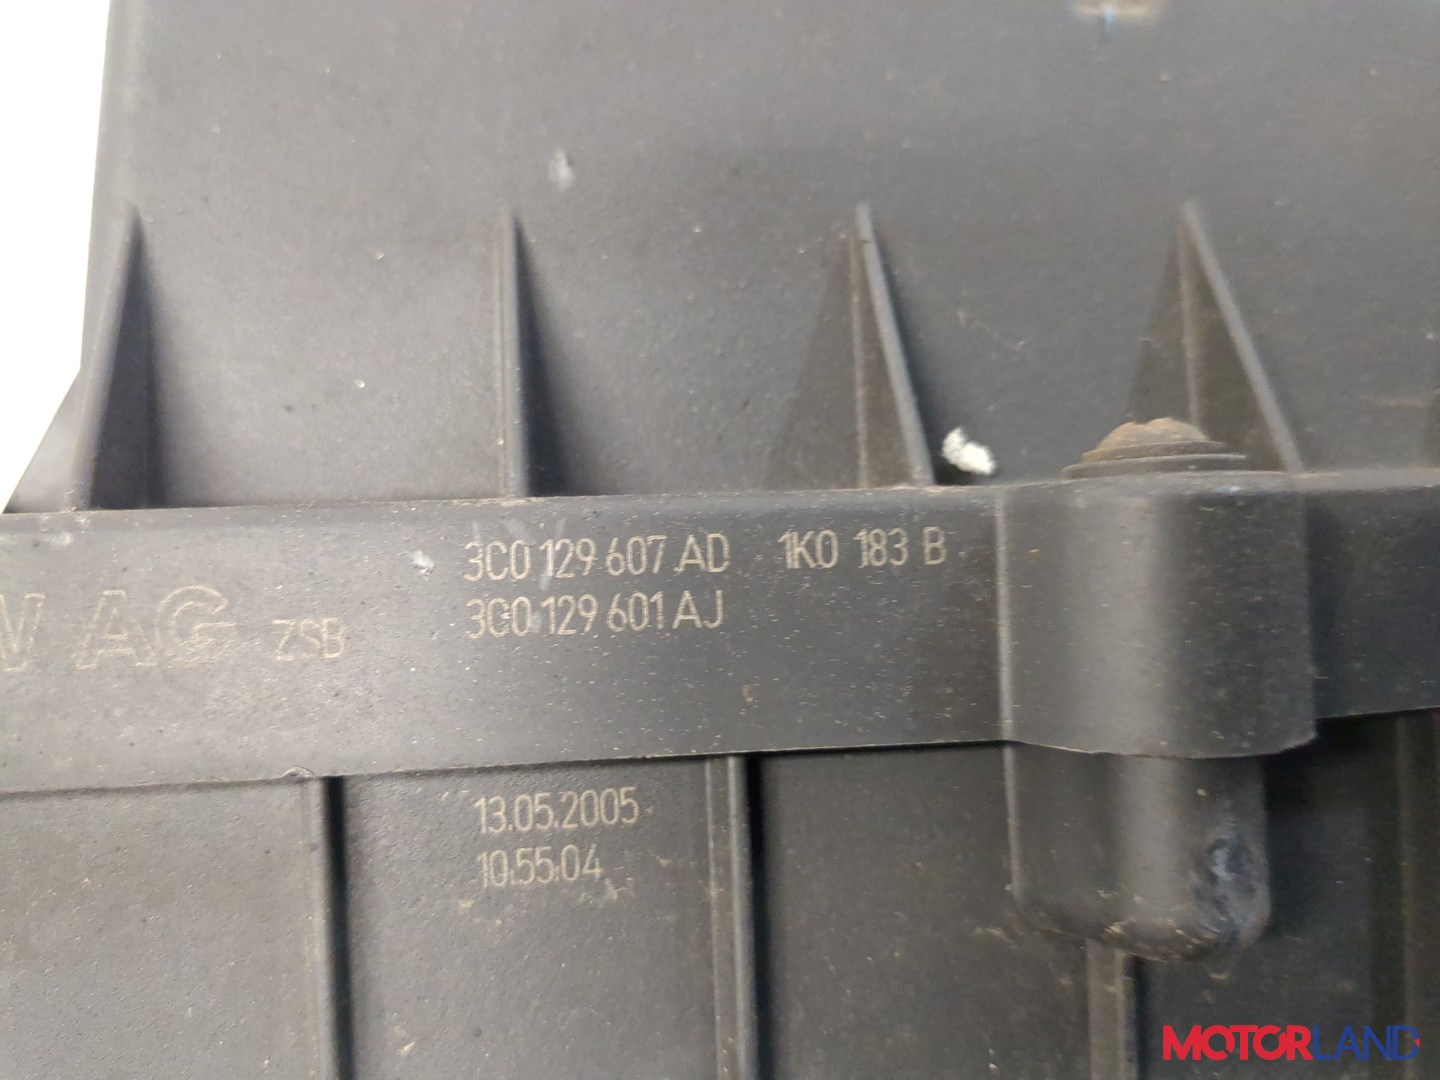 3C0 129 607 AD 1K0 183 B
AG ZSB 3C0 129 601 AJ
13.05.2005
10.55.04
MOTORLAND